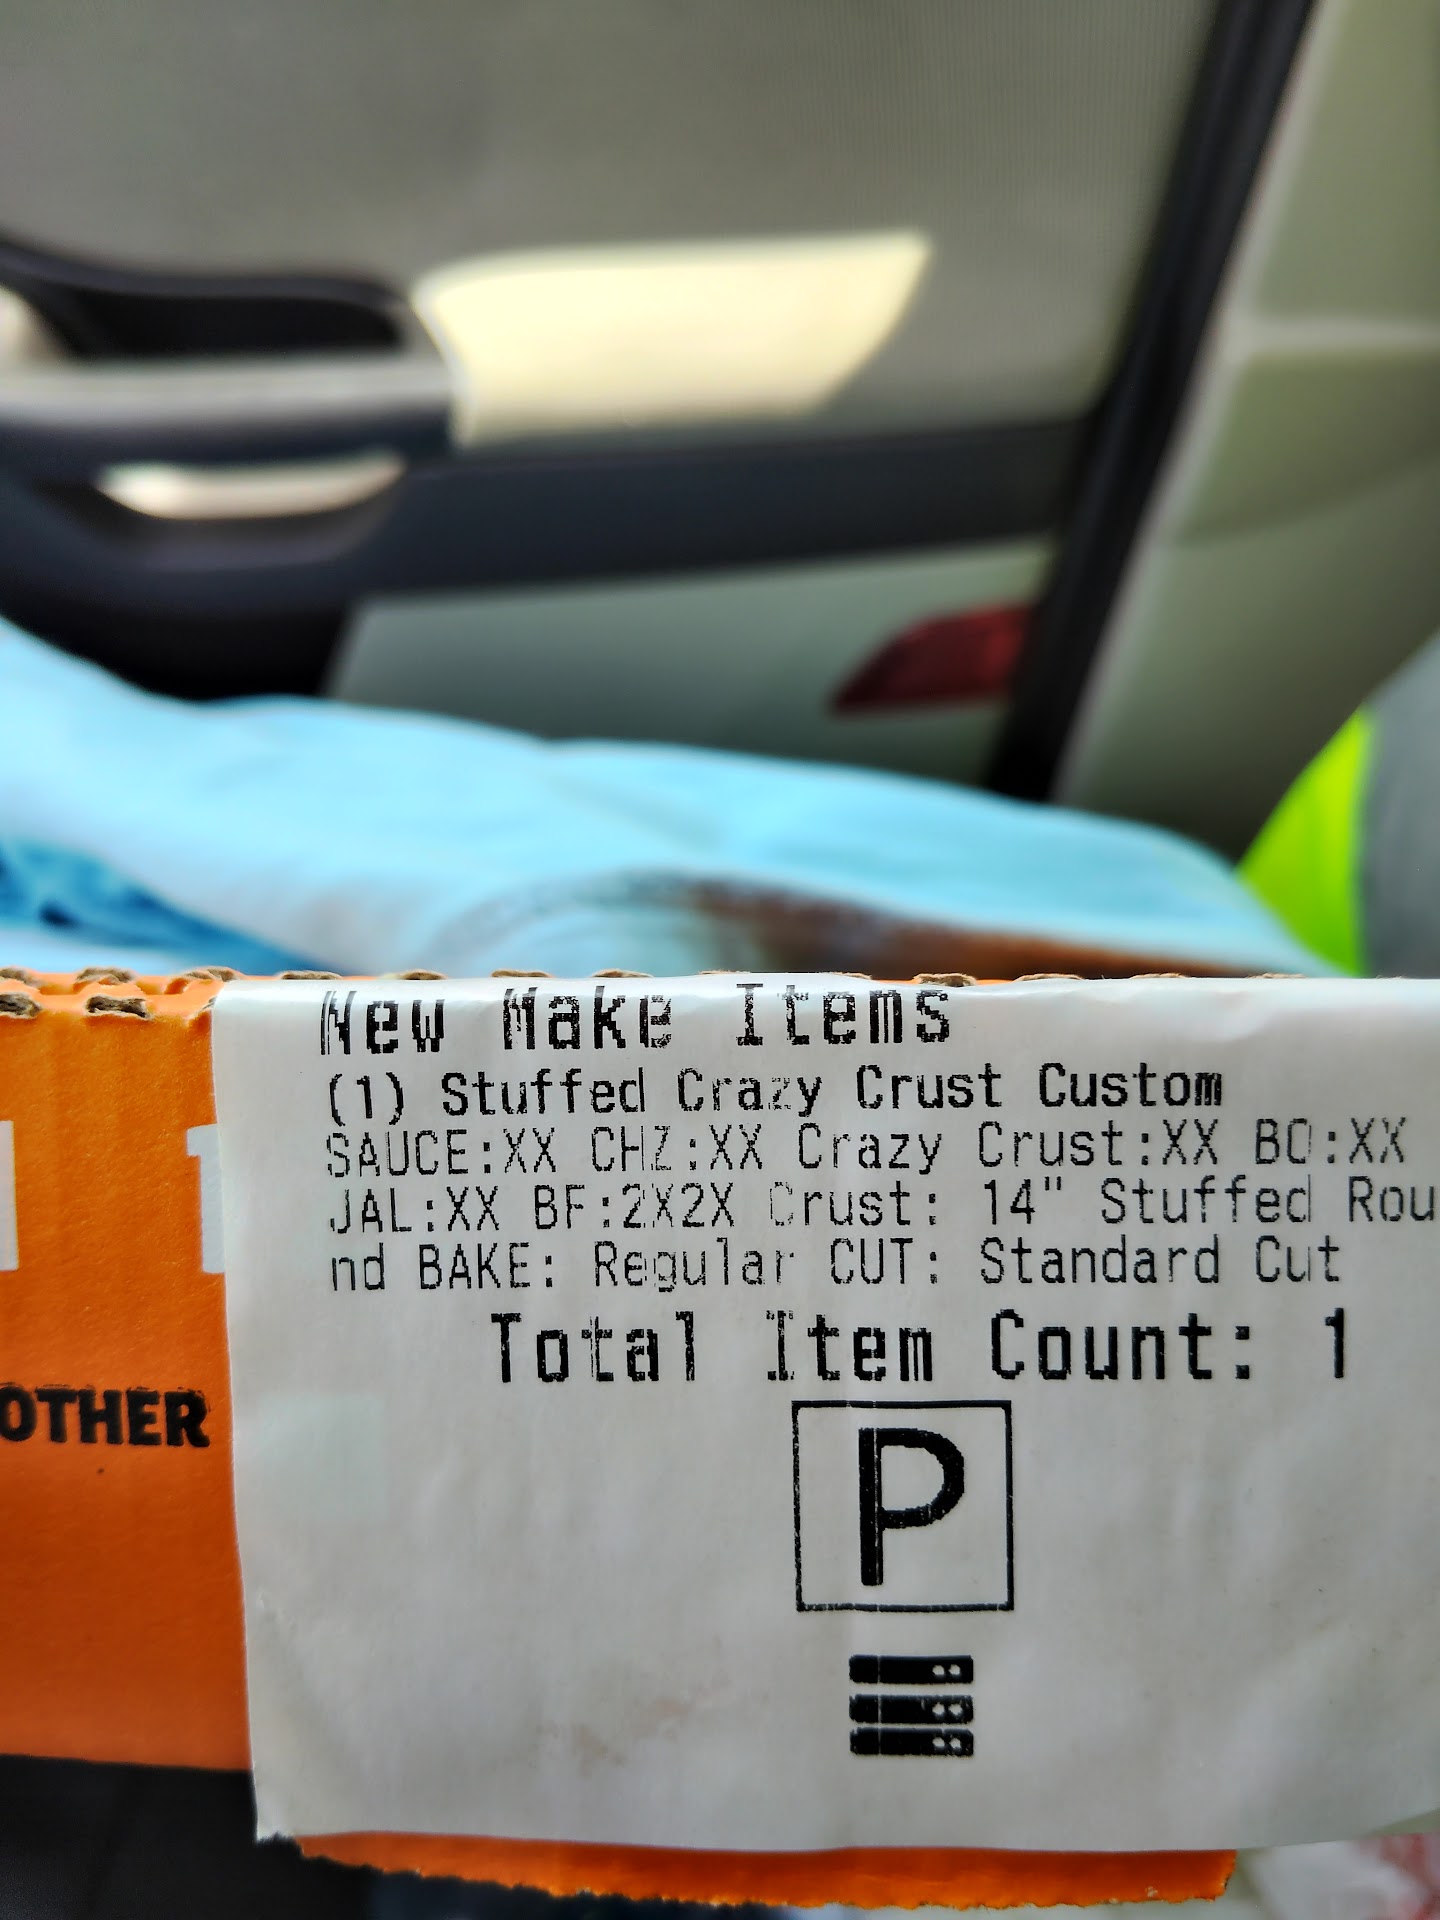 New Make Items
(1) Stuffed Crazy Crust Custom
SAUCE:XX CHZ:XX Crazy Crust:XX BO:XX
JAL:XX BF:2X2X Crust: 14" Stuffed Rou
nd BAKE: Regular CUT: Standard Cut
Total Item Count: 1
P
OTHER